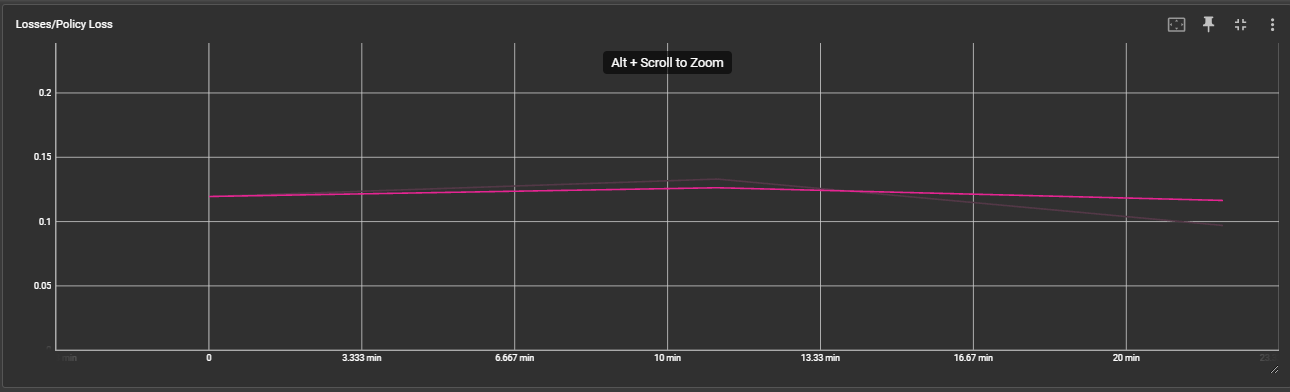 Losses/Policy Loss
Alt + Scroll to Zoom
0.2
0.15
0.1
0.05
min 0 3.333 min 6.667 min 10 min 13.33 min 16.67 min 20 min